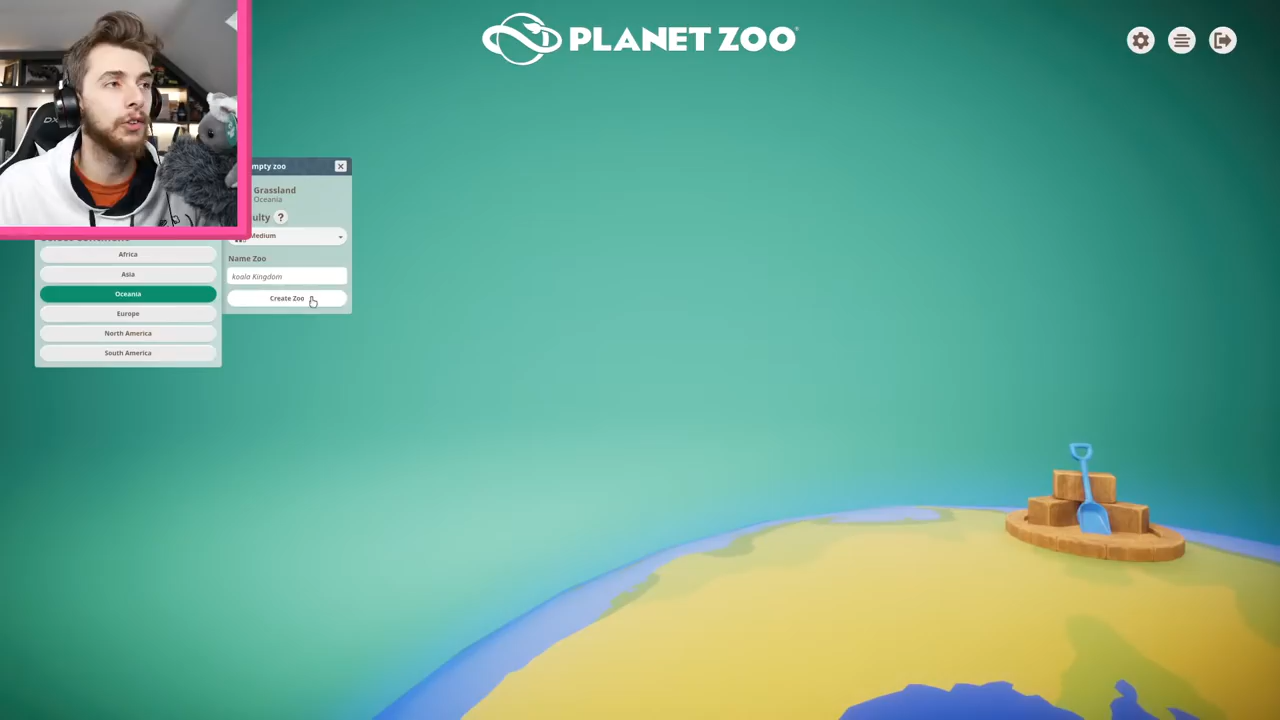 PLANET ZOO
mpty zoo
Grassland
Oceania
ulty ?
Medium
Name Zoo
koala Kingdom
Create Zoo
Africa
Asia
Oceania
Europe
North America
South America